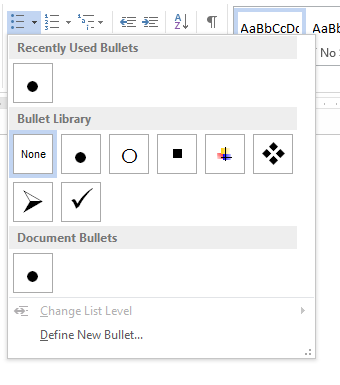 AaBbCcDc AaBb
¶ No S
Recently Used Bullets
Bullet Library
None
Document Bullets
Change List Level
Define New Bullet...